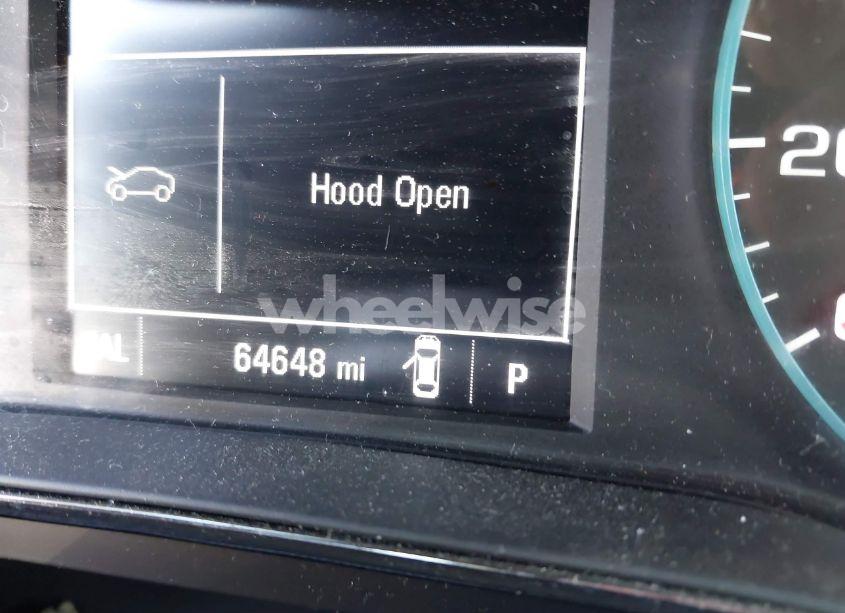 Hood Open
wheelwise
64648 mi
P